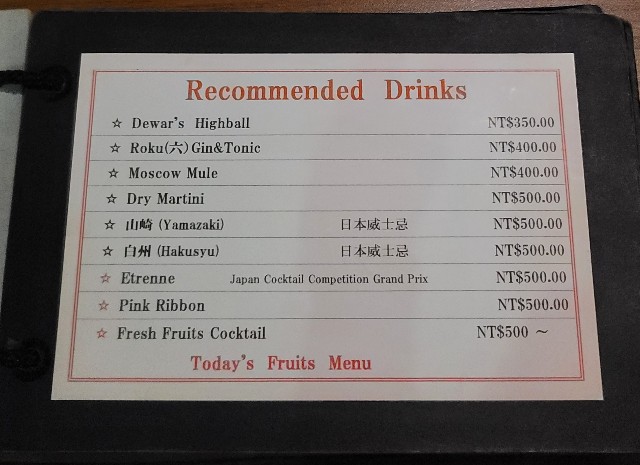 Recommended Drinks
☆ Dewar's Highball NT$350.00
☆ Roku(六)Gin&Tonic NT$400.00
☆ Moscow Mule NT$400.00
☆ Dry Martini NT$500.00
☆ 山崎 (Yamazaki) 日本威士忌 NT$500.00
☆ 白州 (Hakusyu) 日本威士忌 NT$500.00
☆ Etrenne Japan Cocktail Competition Grand Prix NT$500.00
☆ Pink Ribbon NT$500.00
☆ Fresh Fruits Cocktail NT$500 ～
Today's Fruits Menu